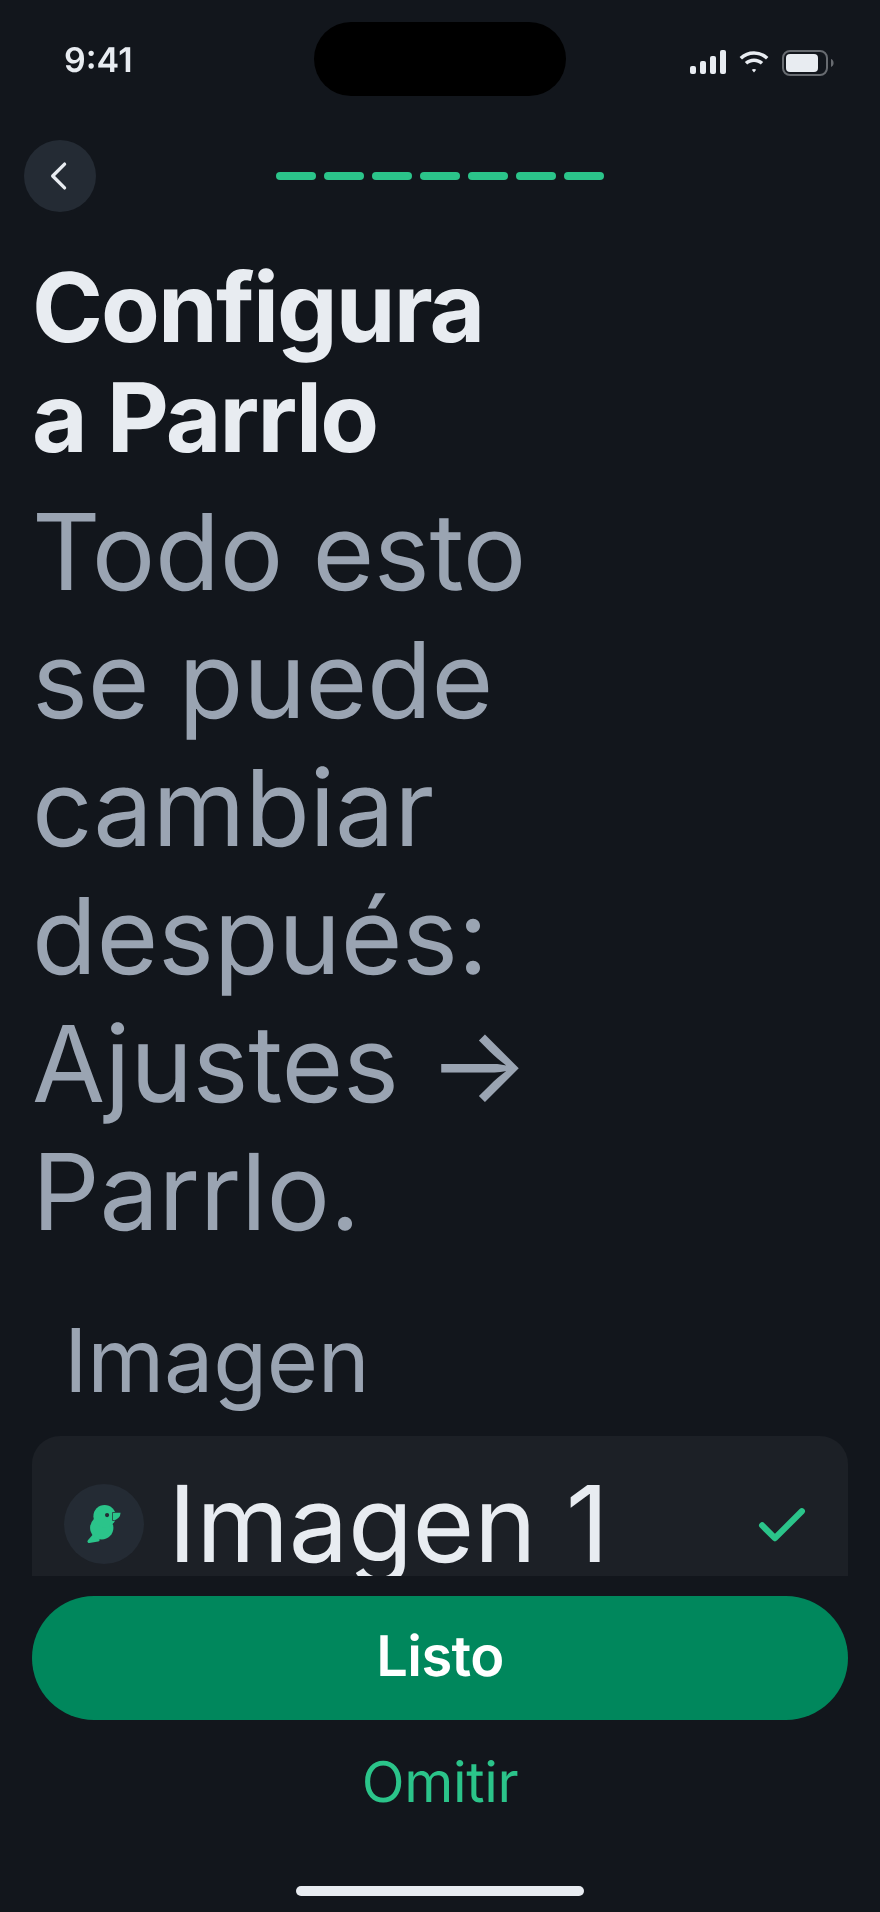 9:41
Configura
a Parrlo
Todo esto
se puede
cambiar
después:
Ajustes →
Parrlo.
Imagen
Imagen 1
Listo
Omitir